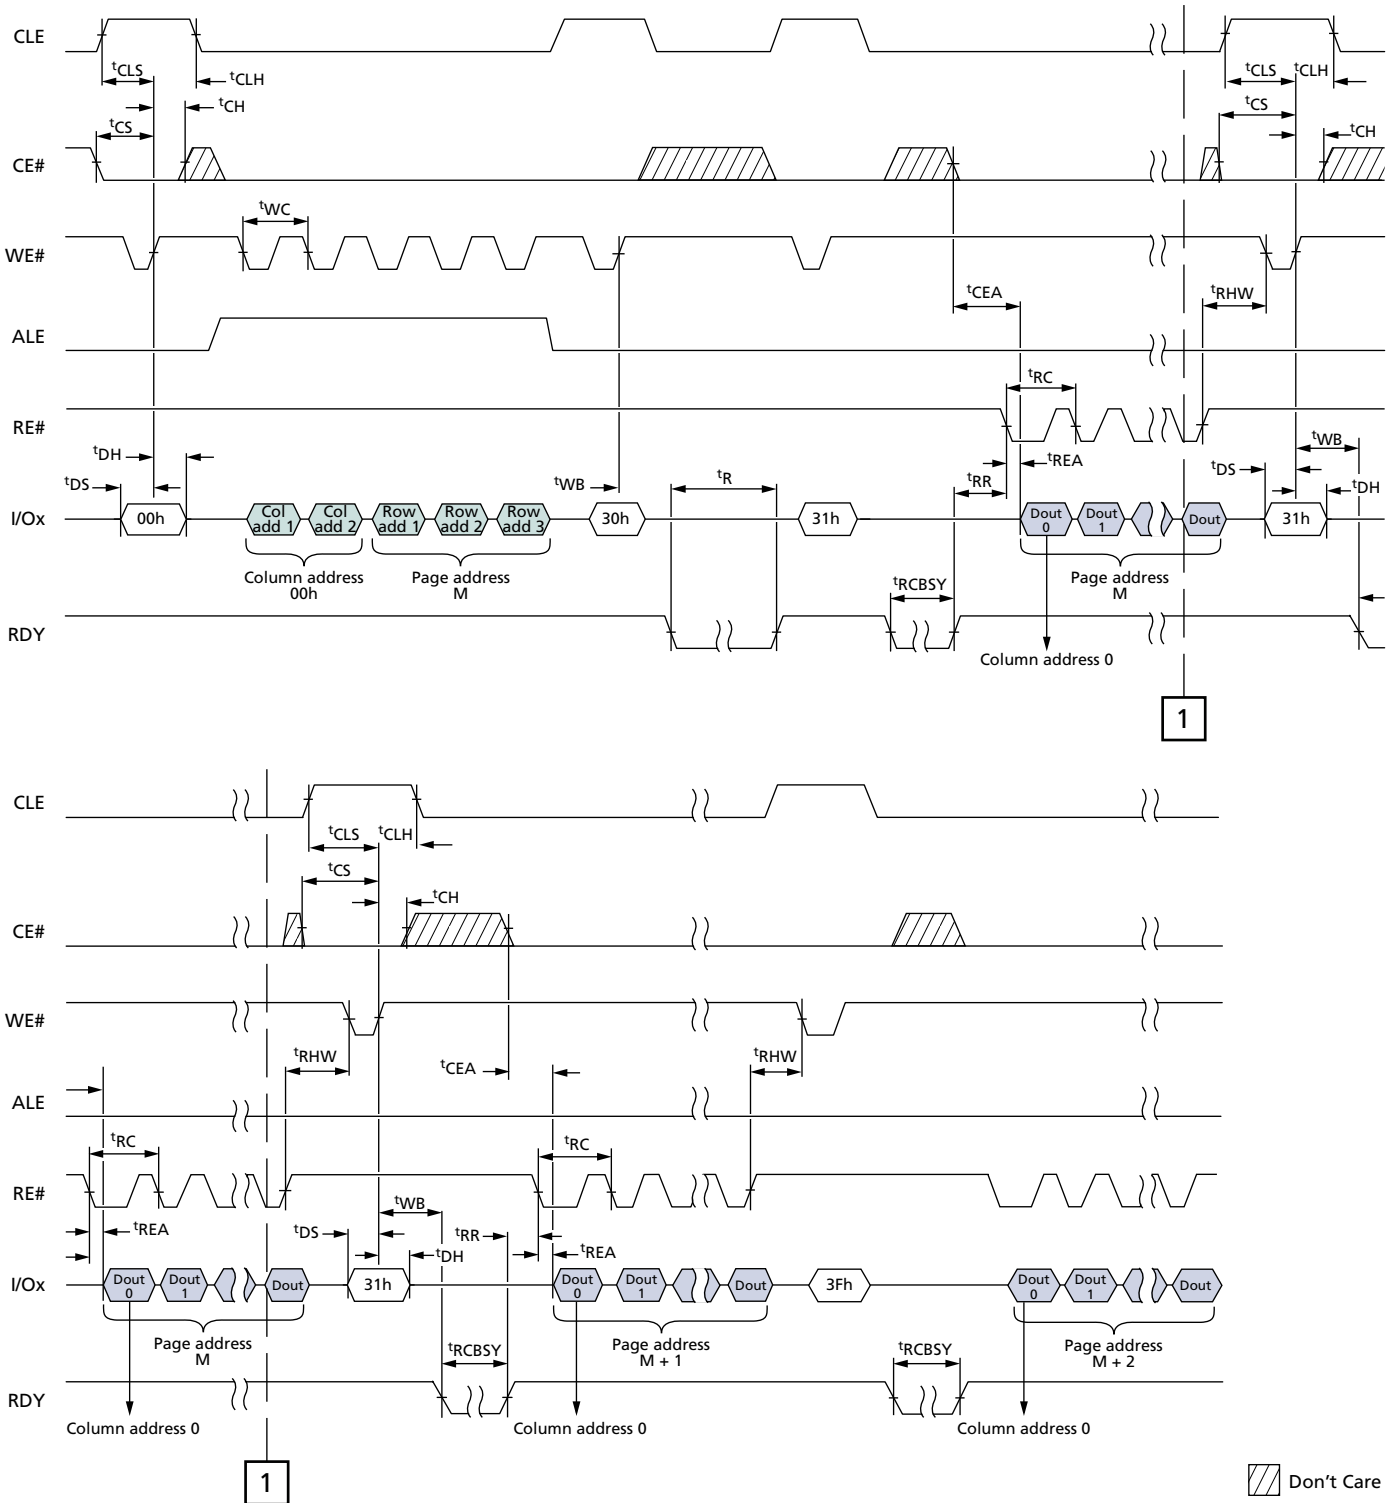 CLE
tCLS
tCLH
tCLS
tCLH
tCH
tCS
tCS
tCH
CE#
tWC
WE#
tCEA
tRHW
ALE
tRC
RE#
tDH
tREA
tWB
tDS
tWB
tR
tRR
tDS
tDH
I/Ox
00h
Col add 1
Col add 2
Row add 1
Row add 2
Row add 3
30h
31h
Dout 0
Dout 1
Dout
31h
Column address
00h
Page address
M
tRCBSY
Page address
M
RDY
Column address 0
1
CLE
tCLS
tCLH
tCS
tCH
CE#
WE#
tRHW
tCEA
tRHW
ALE
tRC
tRC
RE#
tREA
tWB
tDS
tRR
tDH
tREA
I/Ox
Dout 0
Dout 1
Dout
31h
Dout 0
Dout 1
Dout
3Fh
Dout 0
Dout 1
Dout
Page address
M
tRCBSY
Page address
M + 1
tRCBSY
Page address
M + 2
RDY
Column address 0
Column address 0
Column address 0
1
Don't Care